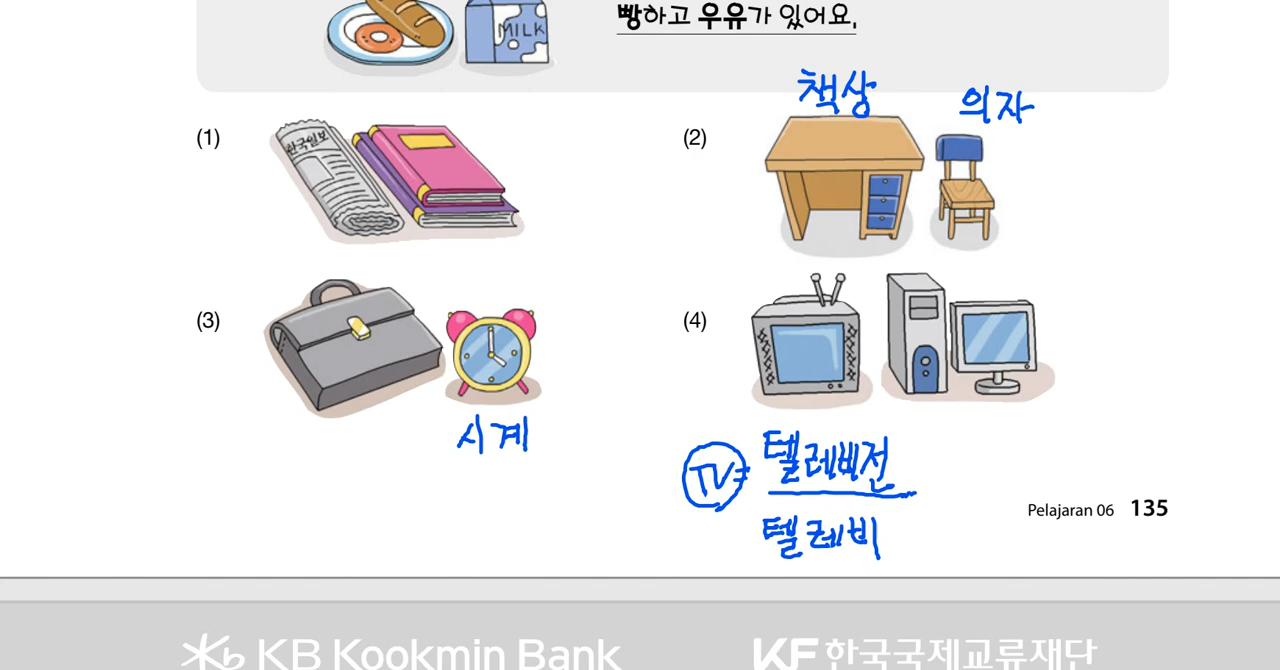 MILK
빵하고 우유가 있어요.
책상
의자
(1)
한국일보
(2)
(3)
(4)
시계
TV= 텔레비전
텔레비
Pelajaran 06 135
KB Kookmin Bank
KF 한국국제교류재단